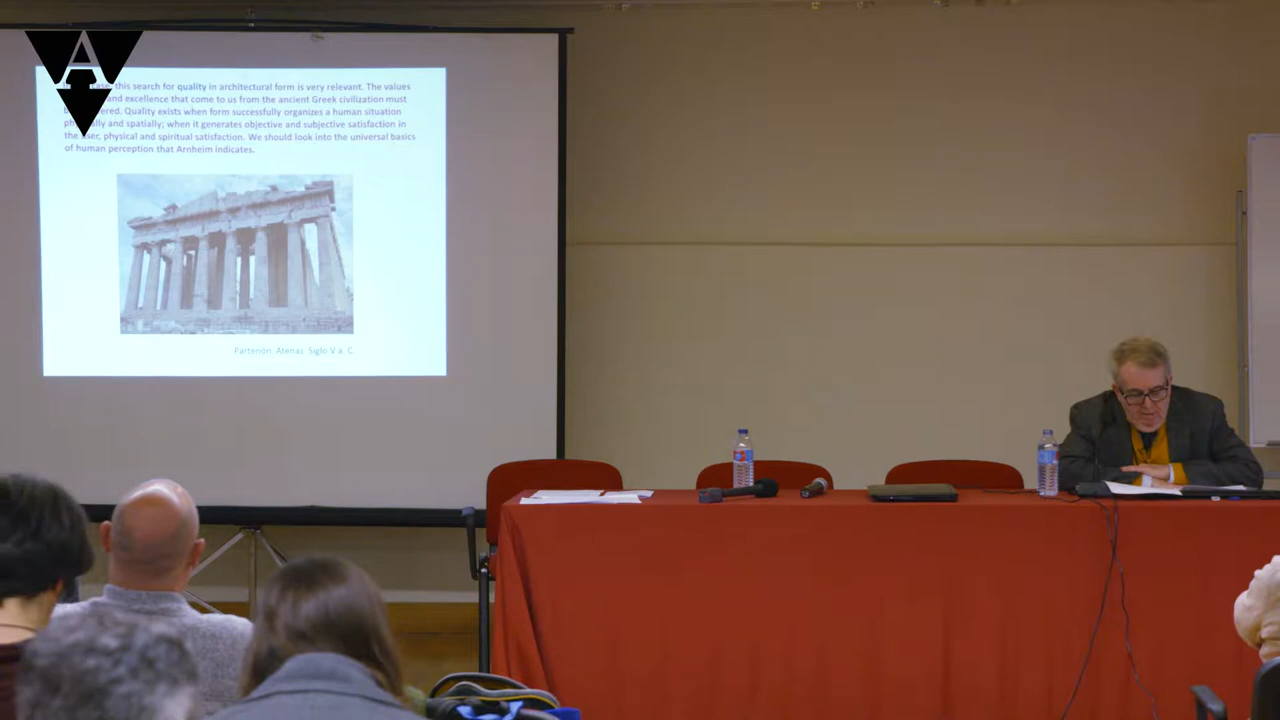 A
case, this search for quality in architectural form is very relevant. The values
and excellence that come to us from the ancient Greek civilization must
ered. Quality exists when form successfully organizes a human situation
lly and spatially; when it generates objective and subjective satisfaction in
the user, physical and spiritual satisfaction. We should look into the universal basics
of human perception that Arnheim indicates.
Partenón. Atenas. Siglo V a. C.